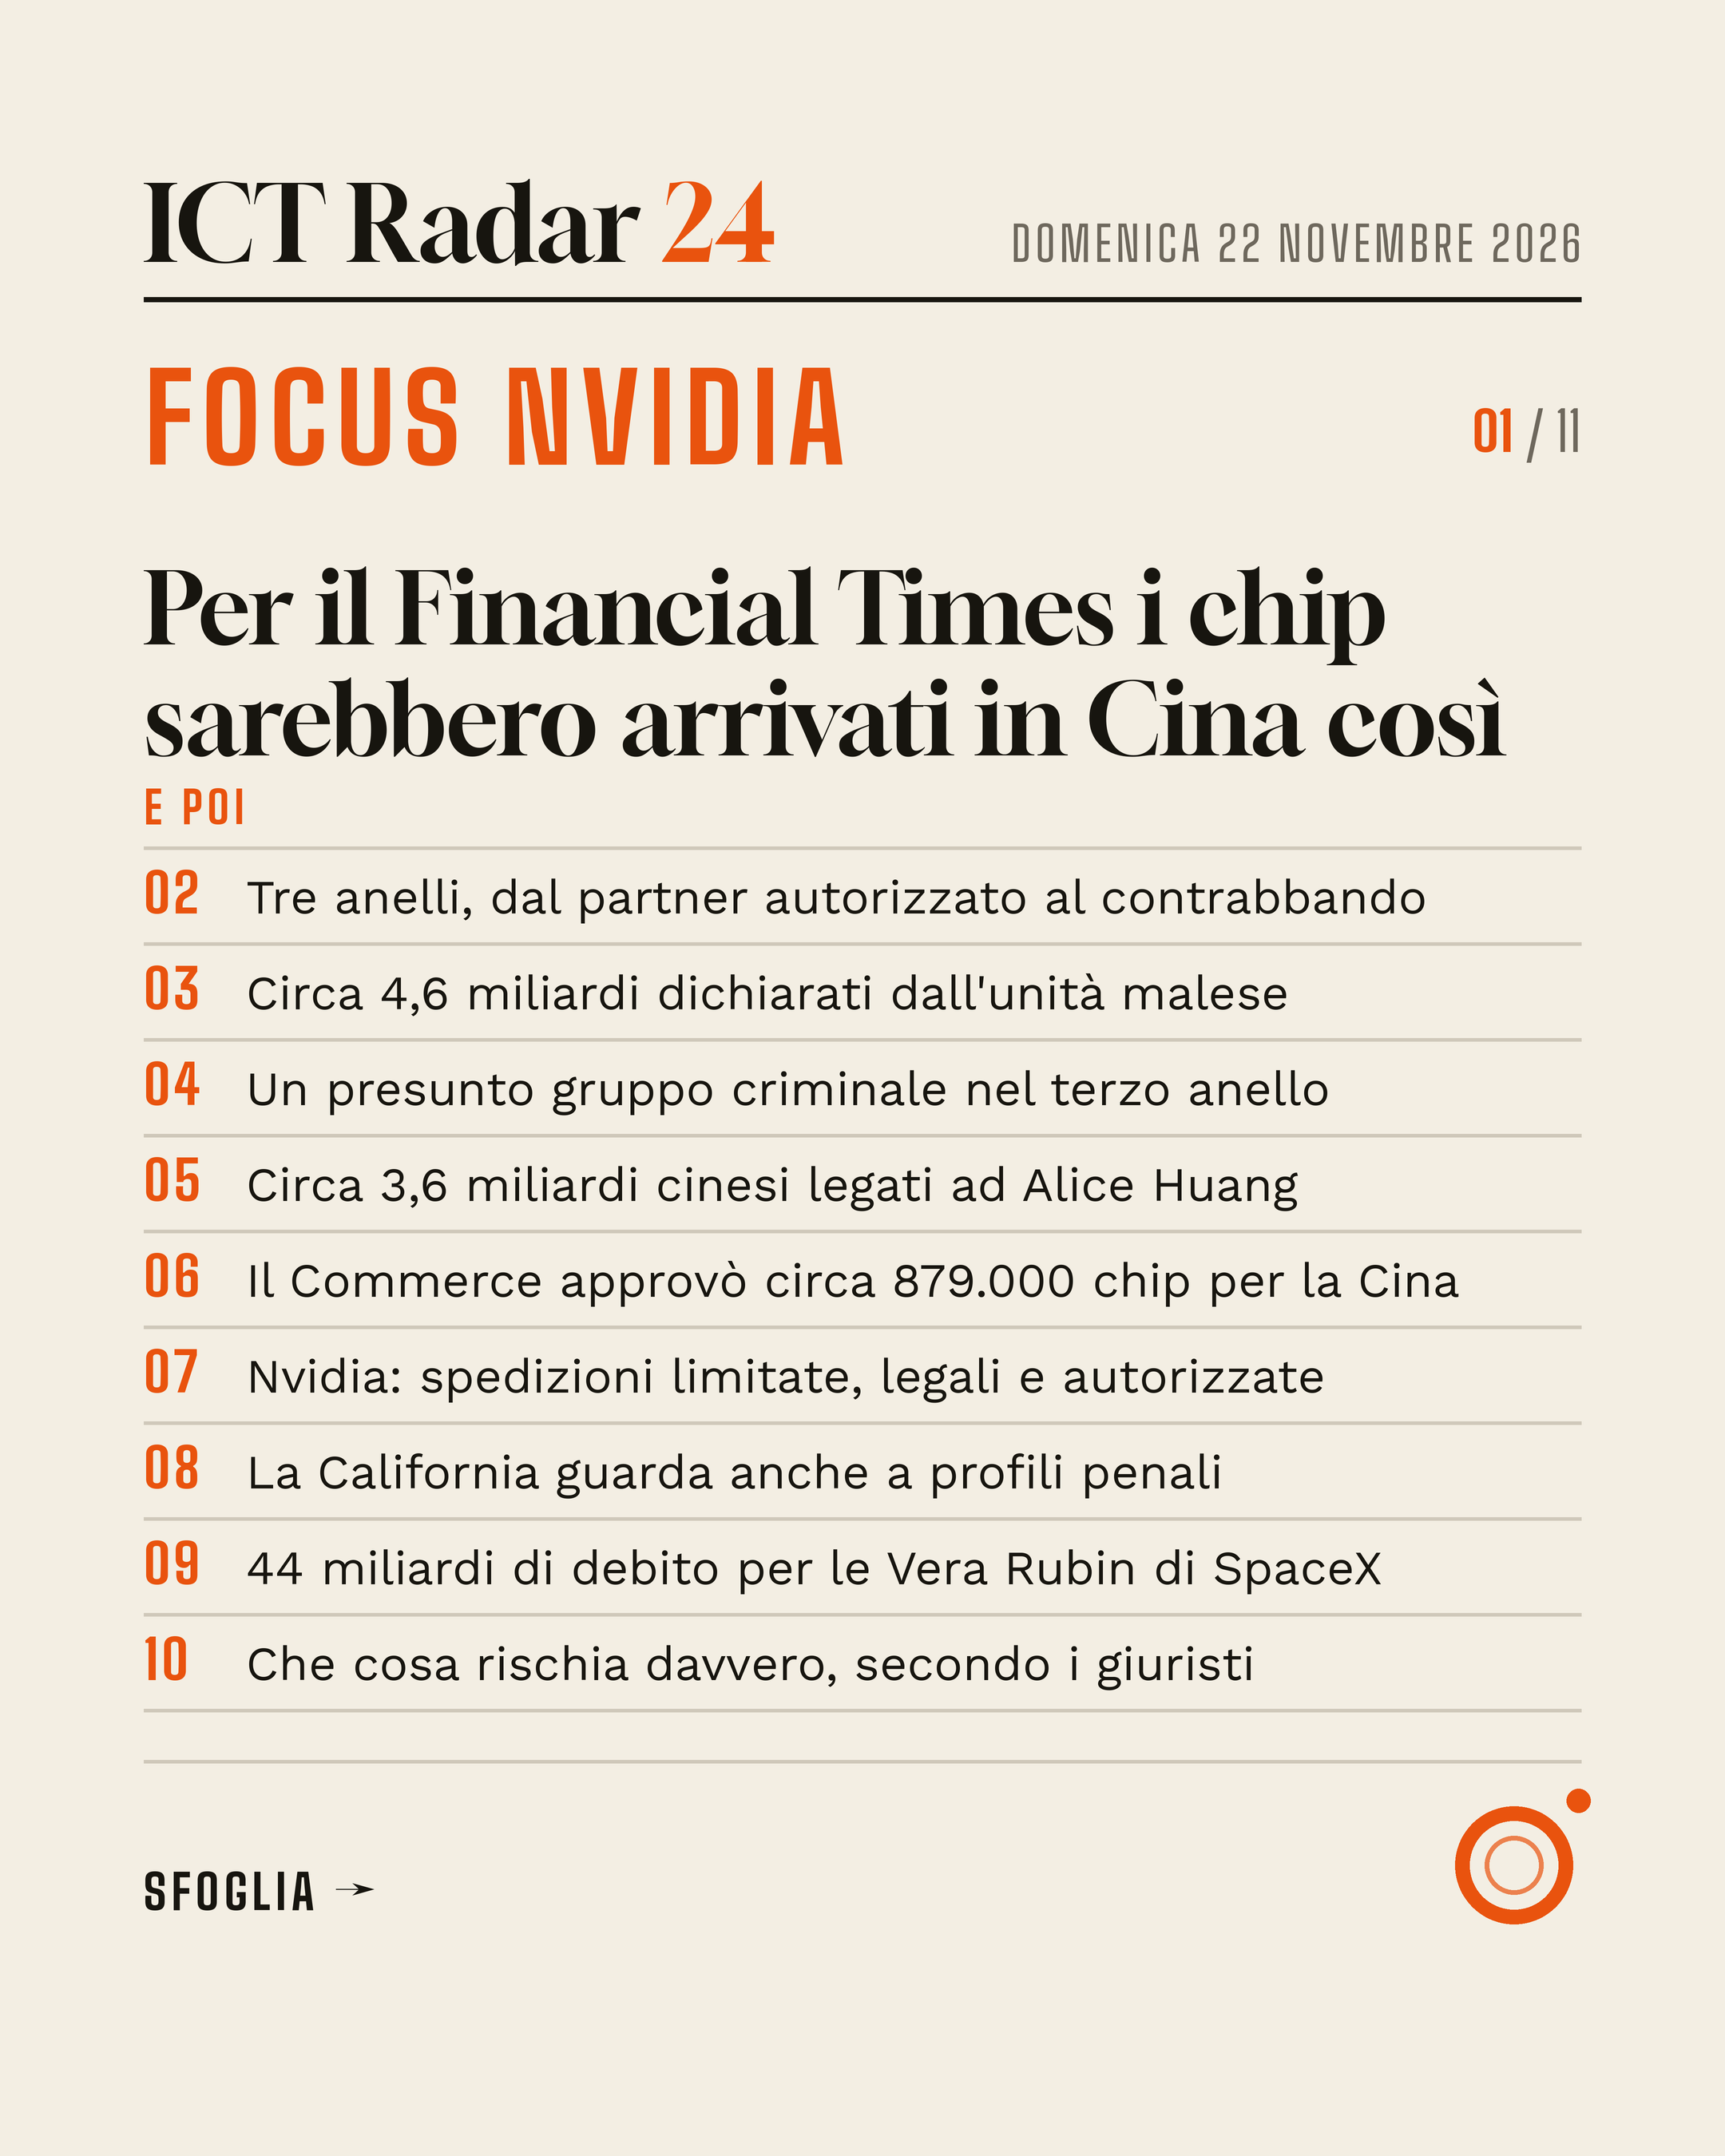 ICT Radar 24
DOMENICA 22 NOVEMBRE 2026
FOCUS NVIDIA
01 / 11
Per il Financial Times i chip
sarebbero arrivati in Cina così
E POI
02 Tre anelli, dal partner autorizzato al contrabbando
03 Circa 4,6 miliardi dichiarati dall'unità malese
04 Un presunto gruppo criminale nel terzo anello
05 Circa 3,6 miliardi cinesi legati ad Alice Huang
06 Il Commerce approvò circa 879.000 chip per la Cina
07 Nvidia: spedizioni limitate, legali e autorizzate
08 La California guarda anche a profili penali
09 44 miliardi di debito per le Vera Rubin di SpaceX
10 Che cosa rischia davvero, secondo i giuristi
SFOGLIA →